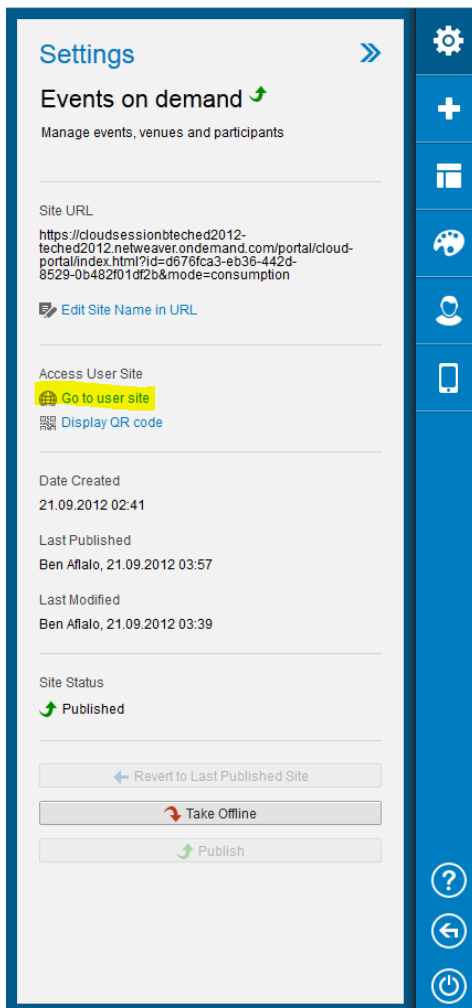 Settings
Events on demand
Manage events, venues and participants
Site URL
https://cloudsessionbteched2012-
teched2012.netweaver.ondemand.com/portal/cloud-
portal/index.html?id=d676fca3-eb36-442d-
8529-0b482f01df2b&mode=consumption
Edit Site Name in URL
Access User Site
Go to user site
Display QR code
Date Created
21.09.2012 02:41
Last Published
Ben Aflalo, 21.09.2012 03:57
Last Modified
Ben Aflalo, 21.09.2012 03:39
Site Status
Published
Revert to Last Published Site
Take Offline
Publish